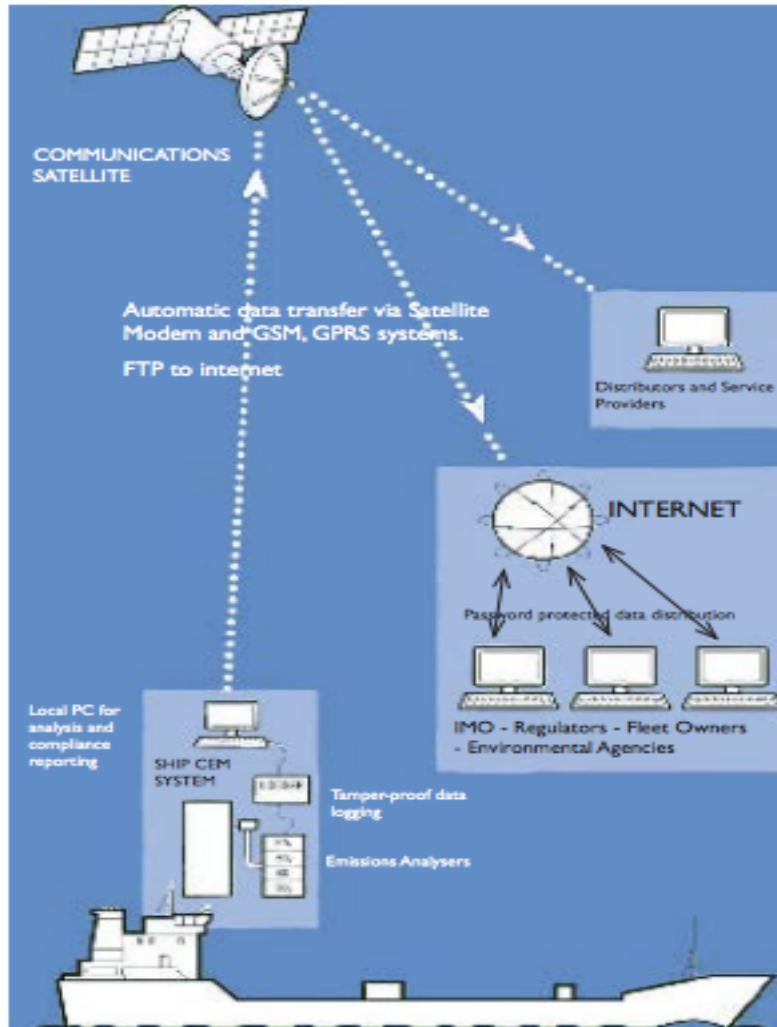 COMMUNICATIONS
SATELLITE
Automatic data transfer via Satellite
Modem and GSM, GPRS systems.
FTP to internet
Distributors and Service
Providers
INTERNET
Password protected data distribution
IMO - Regulators - Fleet Owners
- Environmental Agencies
Local PC for
analysis and
compliance
reporting
SHIP CEM
SYSTEM
Tamper-proof data
logging
Emissions Analysers